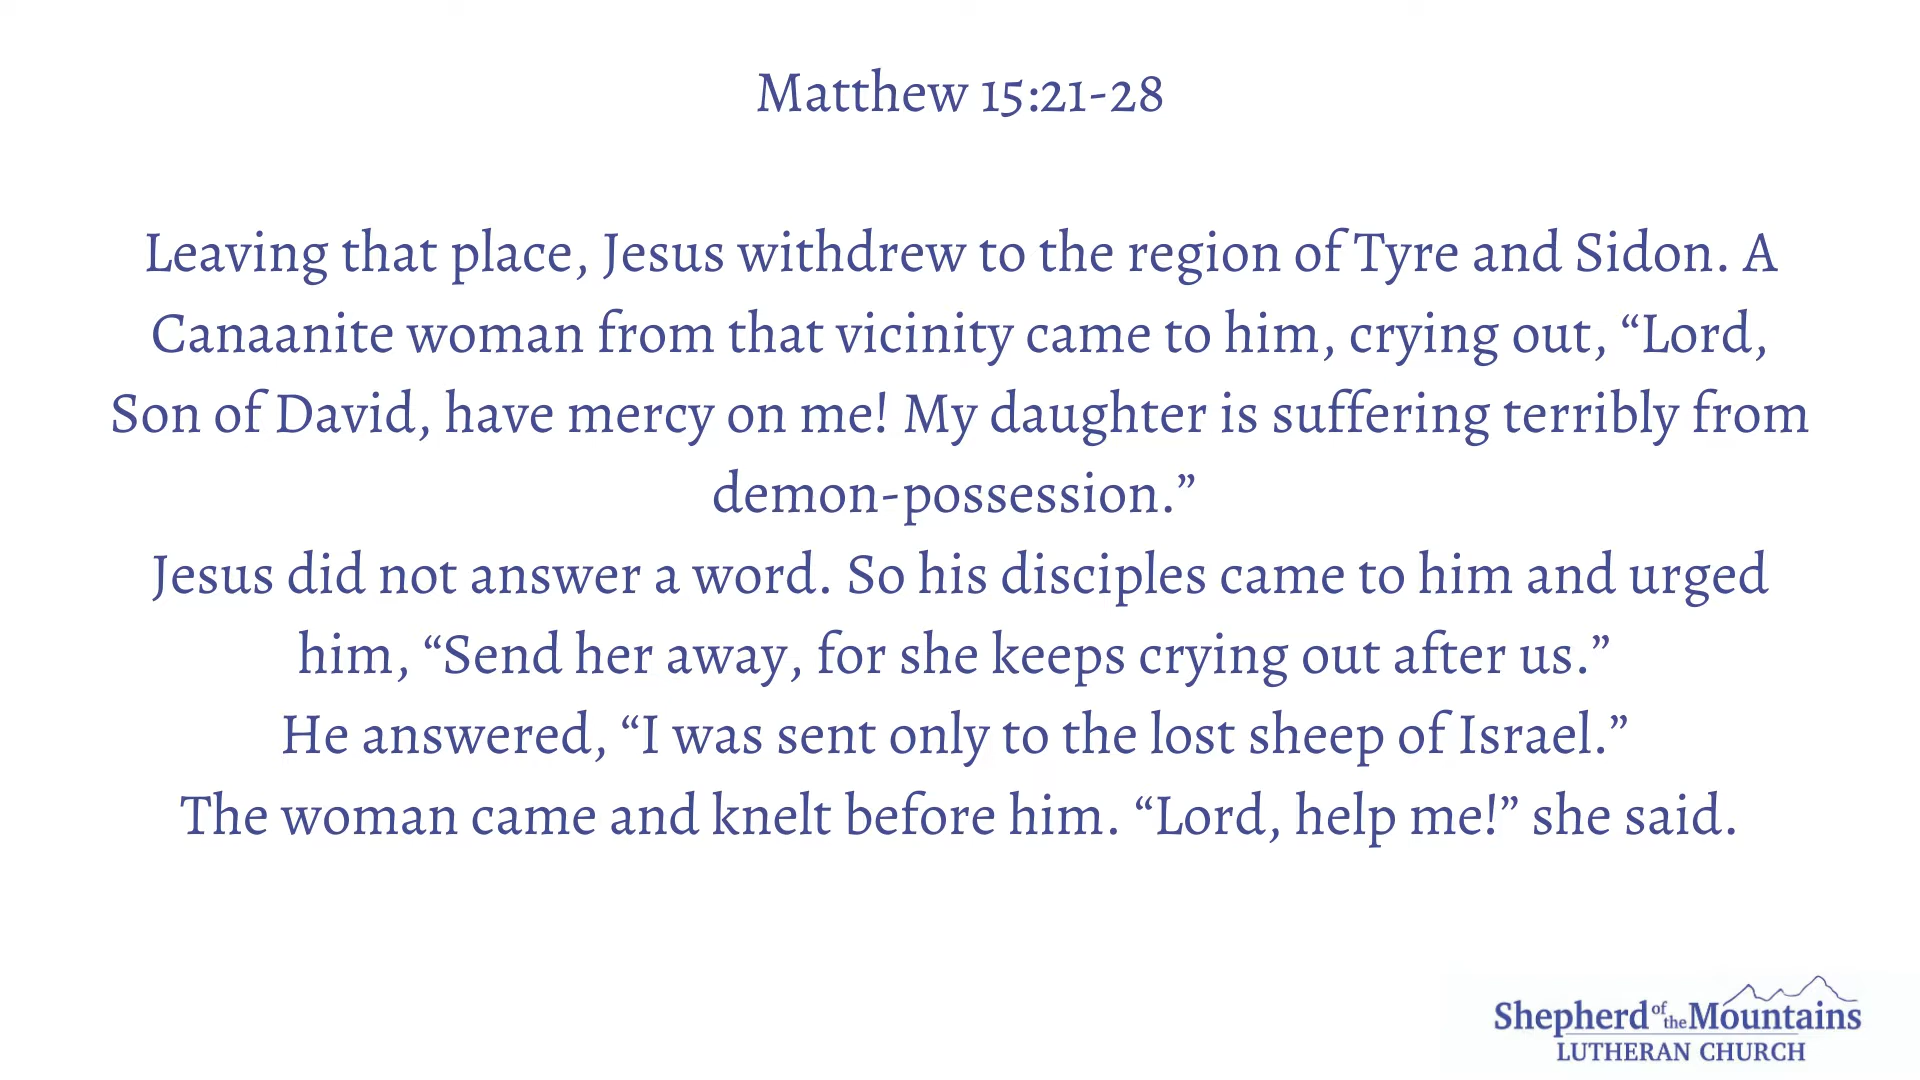 Matthew 15:21-28
Leaving that place, Jesus withdrew to the region of Tyre and Sidon. A
Canaanite woman from that vicinity came to him, crying out, “Lord,
Son of David, have mercy on me! My daughter is suffering terribly from
demon-possession.”
Jesus did not answer a word. So his disciples came to him and urged
him, “Send her away, for she keeps crying out after us.”
He answered, “I was sent only to the lost sheep of Israel.”
The woman came and knelt before him. “Lord, help me!” she said.
Shepherd of the Mountains
LUTHERAN CHURCH